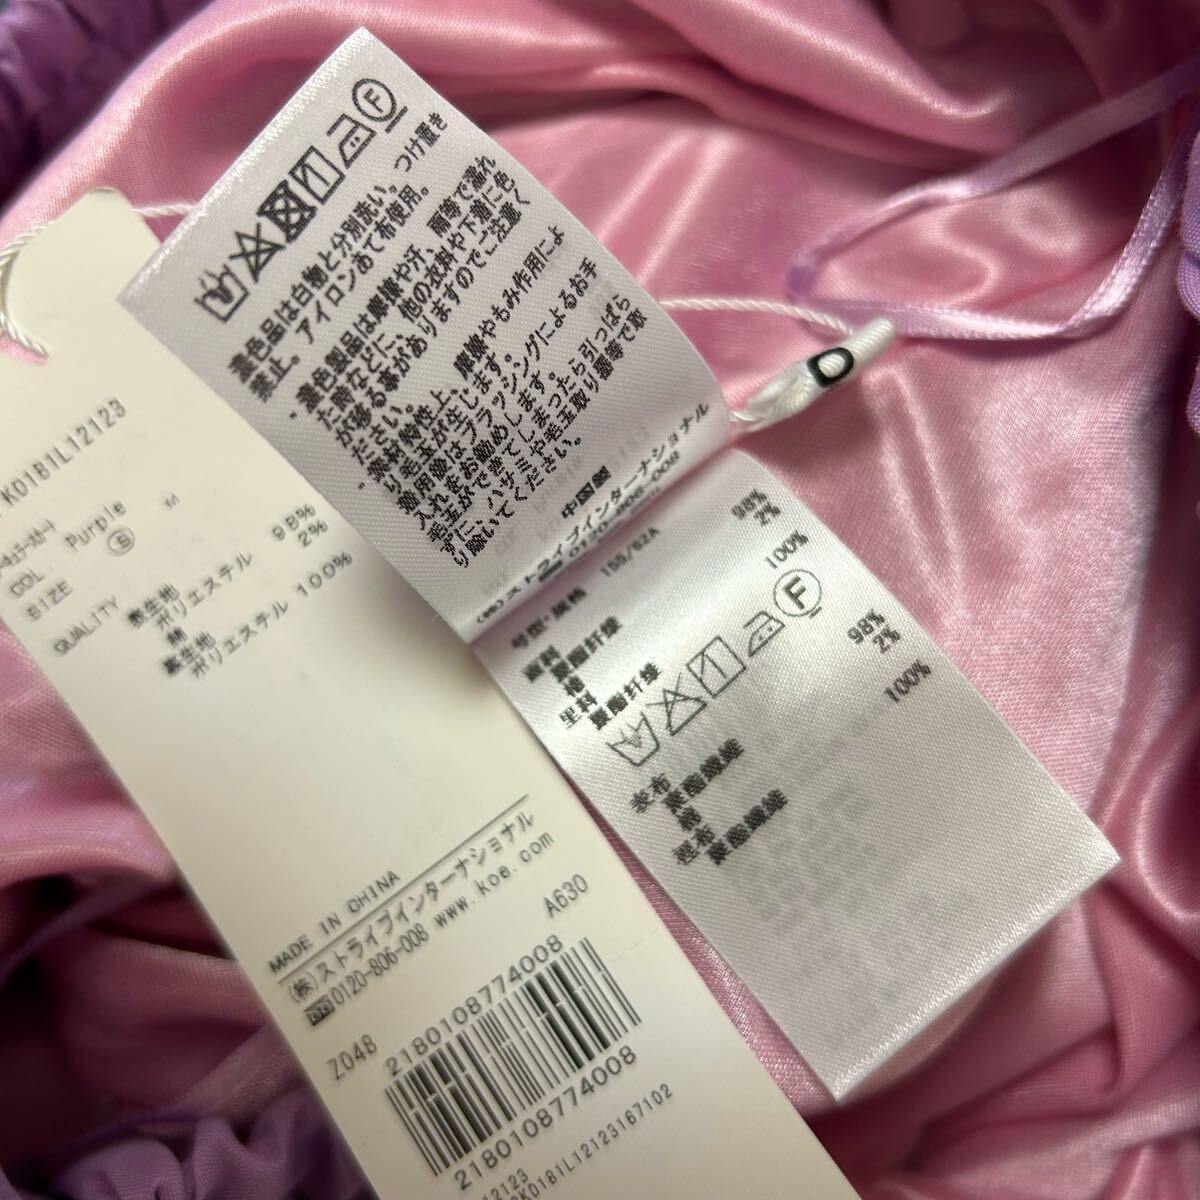 K01B1L12123
COL Purple
SIZE S M
QUALITY 表生地
ポリエステル 98%
綿 2%
裏生地
ポリエステル 100%
MADE IN CHINA
(株)ストライプインターナショナル
0120-806-008 www.koe.com
A630
Z048
2180108774008
2180108774008
12123
K01B1L12123167102
F
濃色品は白物と分別洗い。つけ置き
禁止。アイロンあて布使用。
・濃色製品は摩擦や汗、雨等で濡れ
た時などに、他の衣料や下着に色
が移る事がありますのでご注意く
ださい。
・素材特性上、摩擦やもみ作用によ
り毛玉が生じます。
着用後はブラッシングによるお手
入れをお勧めします。
毛玉ができてしまったら引っぱら
ずに、ハサミや毛玉取り器等で取
り除いてください。
中国製
(株)ストライプインターナショナル
0120-806-008
D
号型・規格 155/62A
面料
聚酯纤维 98%
棉 2%
里料
聚酯纤维 100%
F
表布
聚酯纖維 98%
棉 2%
裡布
聚酯纖維 100%